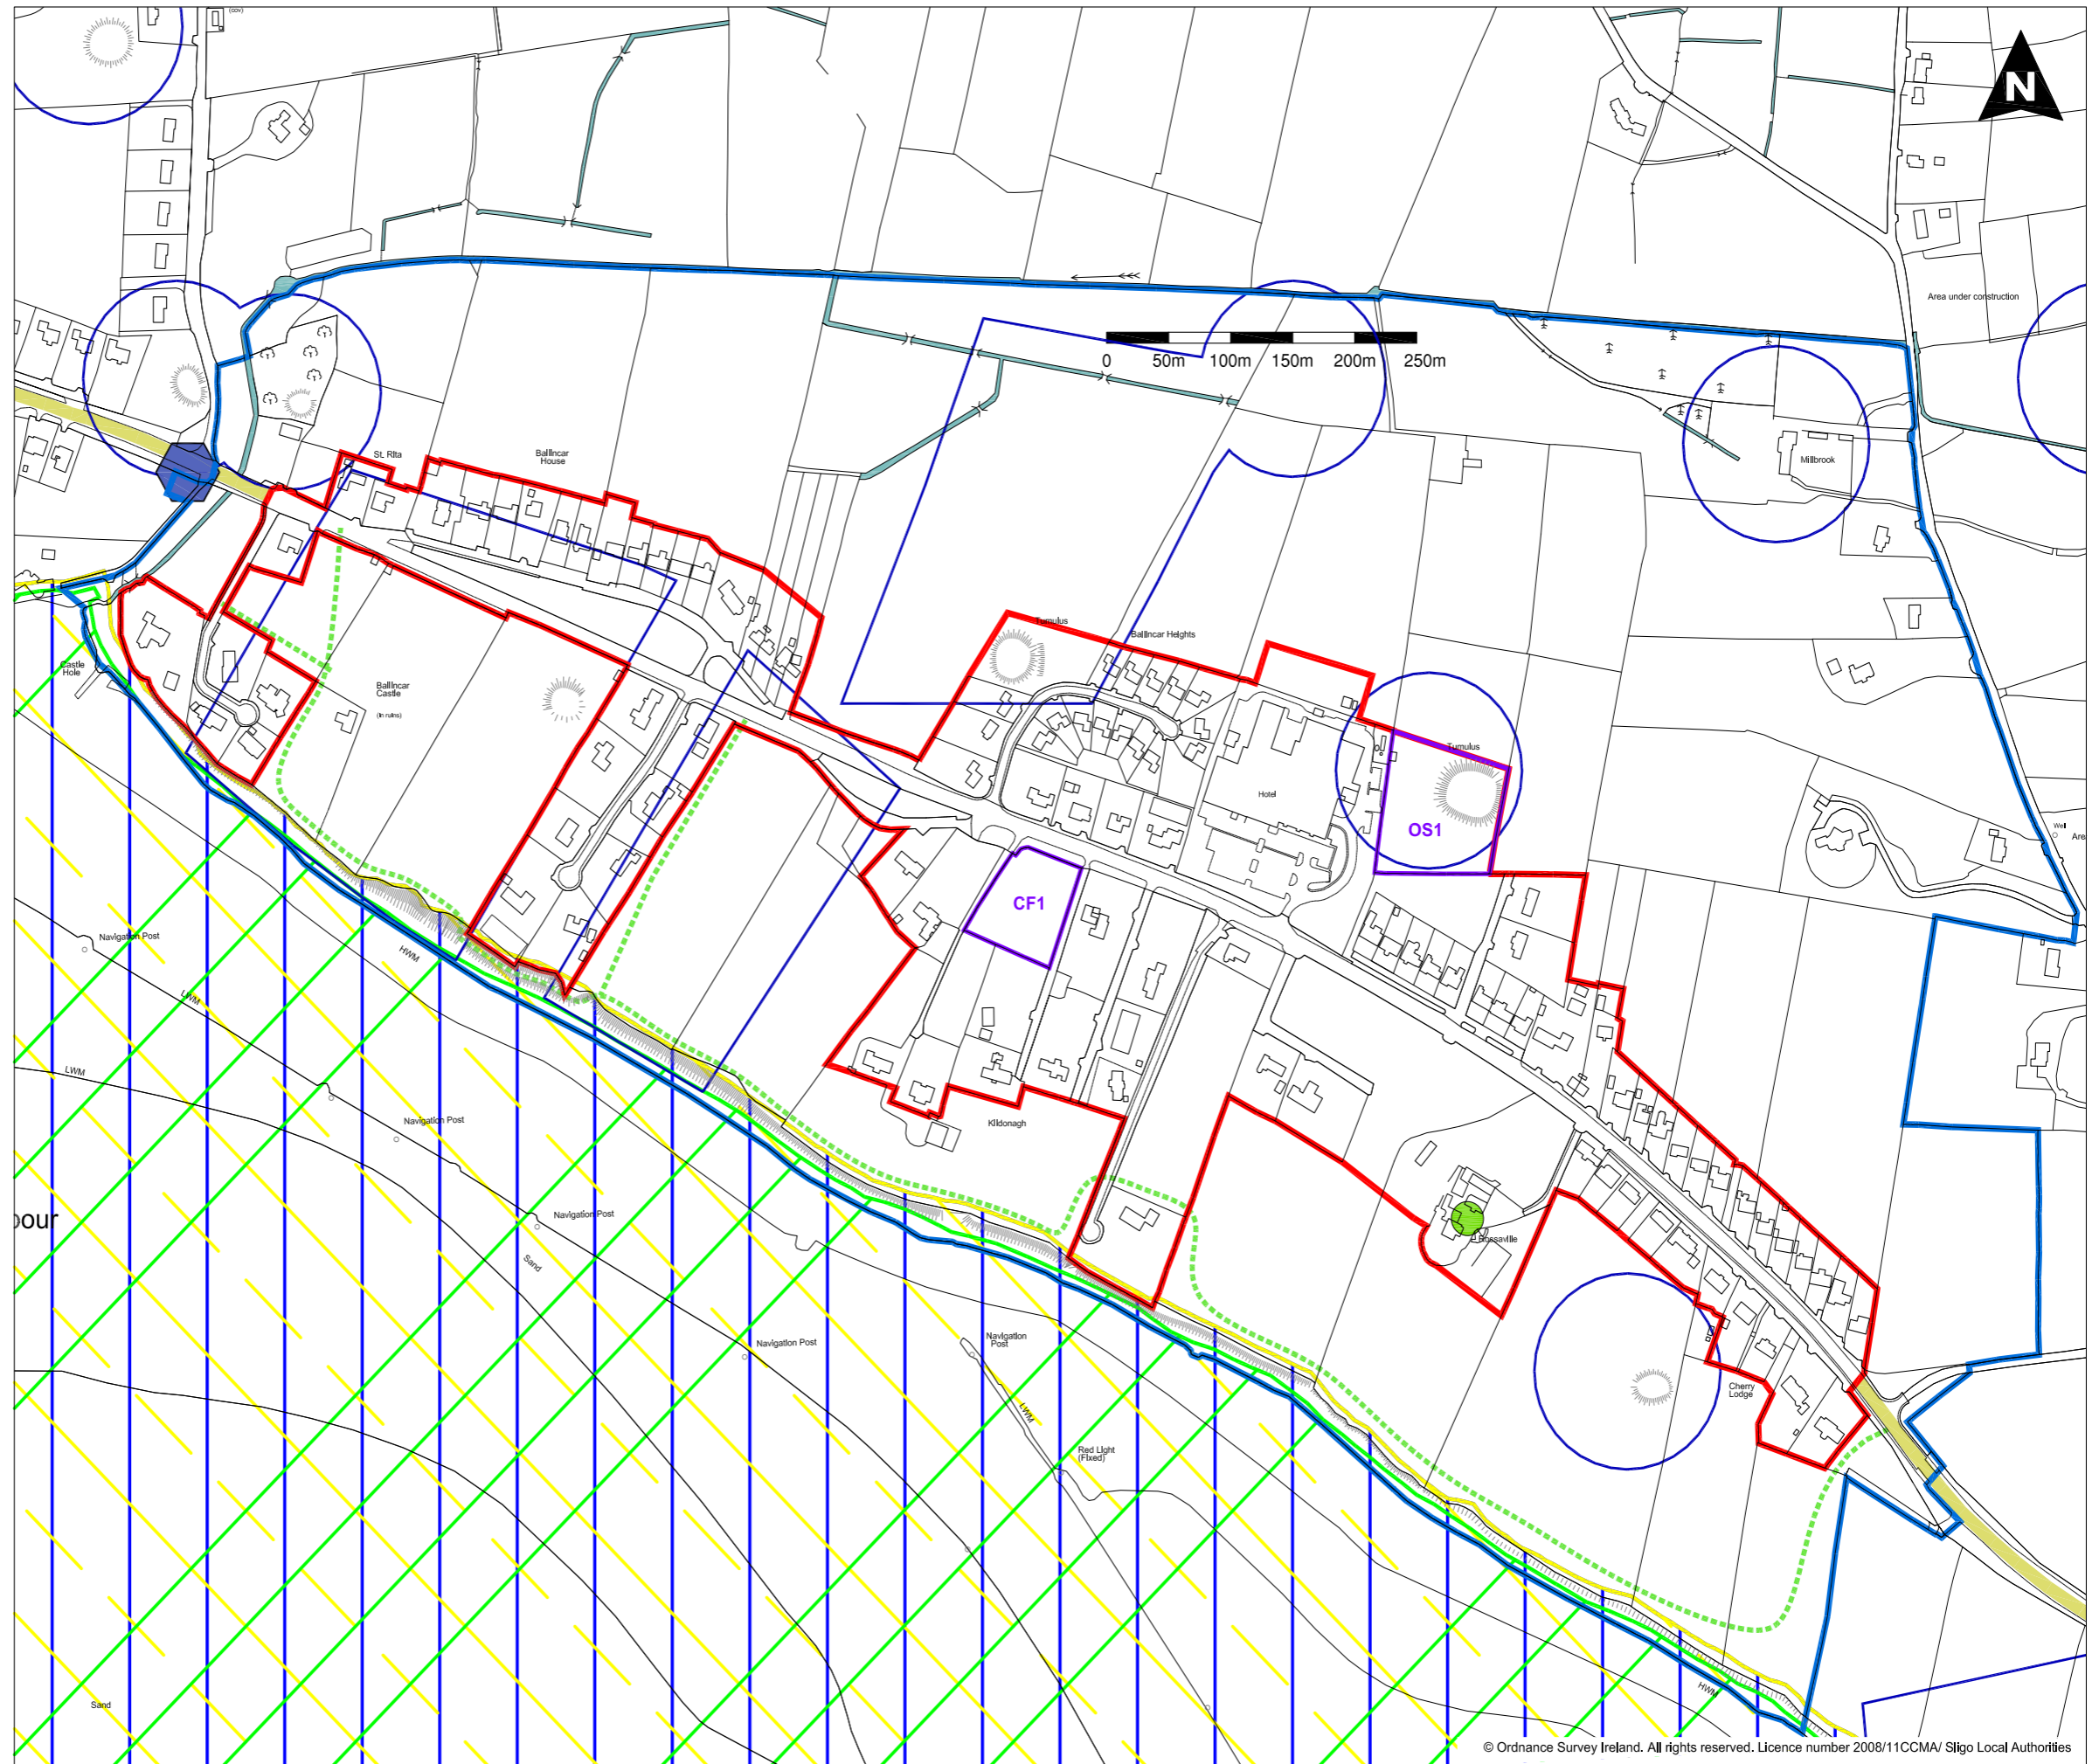 (cov)
N
Area under construction
0 50m 100m 150m 200m 250m
St. Rita
Ballincar
House
Millbrook
Tumulus
Ballincar Heights
Castle
Hole
Ballincar
Castle
(in ruins)
Tumulus
Hotel
OS1
Well
CF1
Navigation Post
HWM
LWM
LWM
Navigation Post
Kildonagh
Navigation Post
Rossaville
Sand
Navigation Post
Navigation
Post
Cherry
Lodge
LWM
Red Light
(Fixed)
HWM
Sand
© Ordnance Survey Ireland. All rights reserved. Licence number 2008/11CCMA/ Sligo Local Authorities